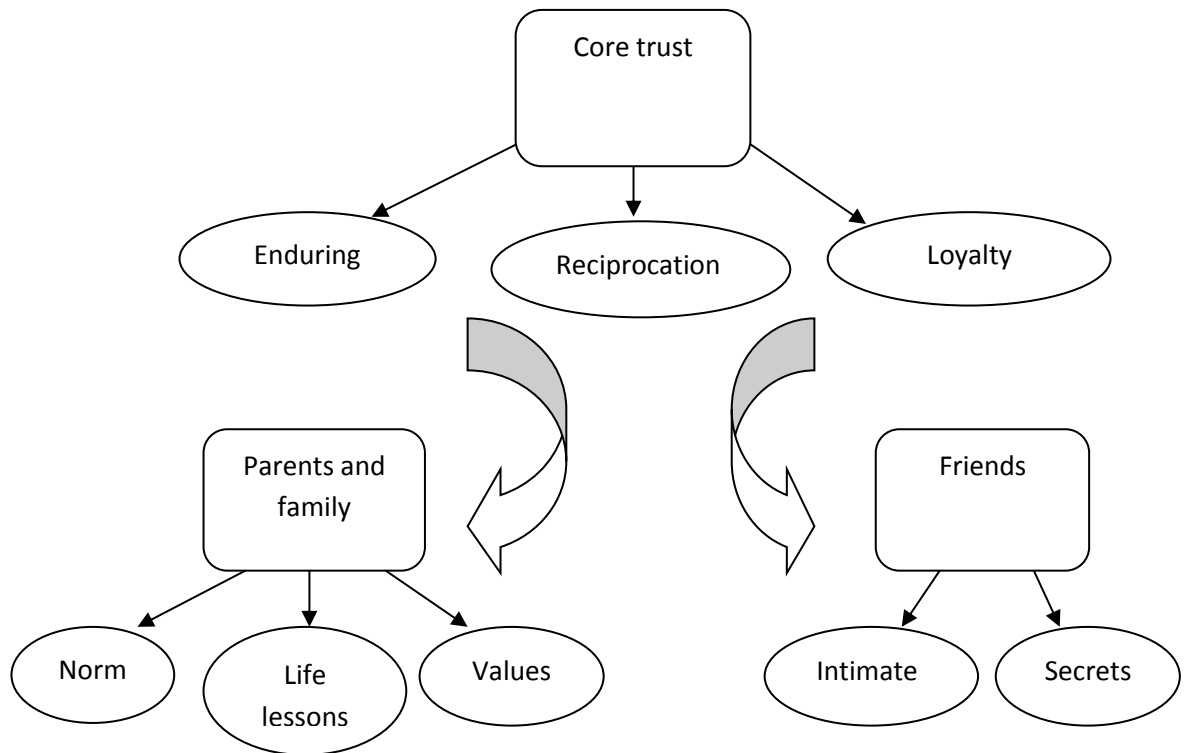 Core trust
Enduring
Reciprocation
Loyalty
Parents and
family
Friends
Norm
Life
lessons
Values
Intimate
Secrets